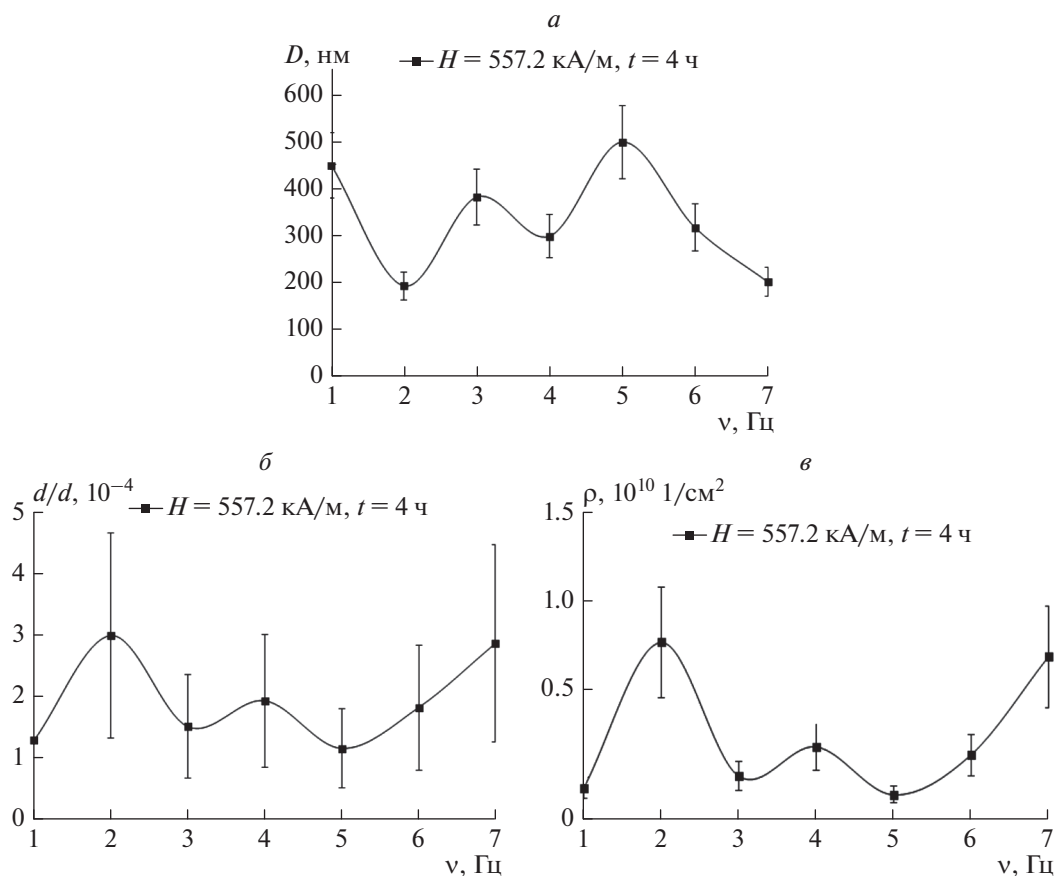 а
D, нм
H = 557.2 кА/м, t = 4 ч
600
500
400
300
200
100
0
1 2 3 4 5 6 7
ν, Гц
б
d/d, 10⁻⁴
H = 557.2 кА/м, t = 4 ч
5
4
3
2
1
0
1 2 3 4 5 6 7
ν, Гц
в
ρ, 10¹⁰ 1/см²
1.5
H = 557.2 кА/м, t = 4 ч
1.0
0.5
0
1 2 3 4 5 6 7
ν, Гц